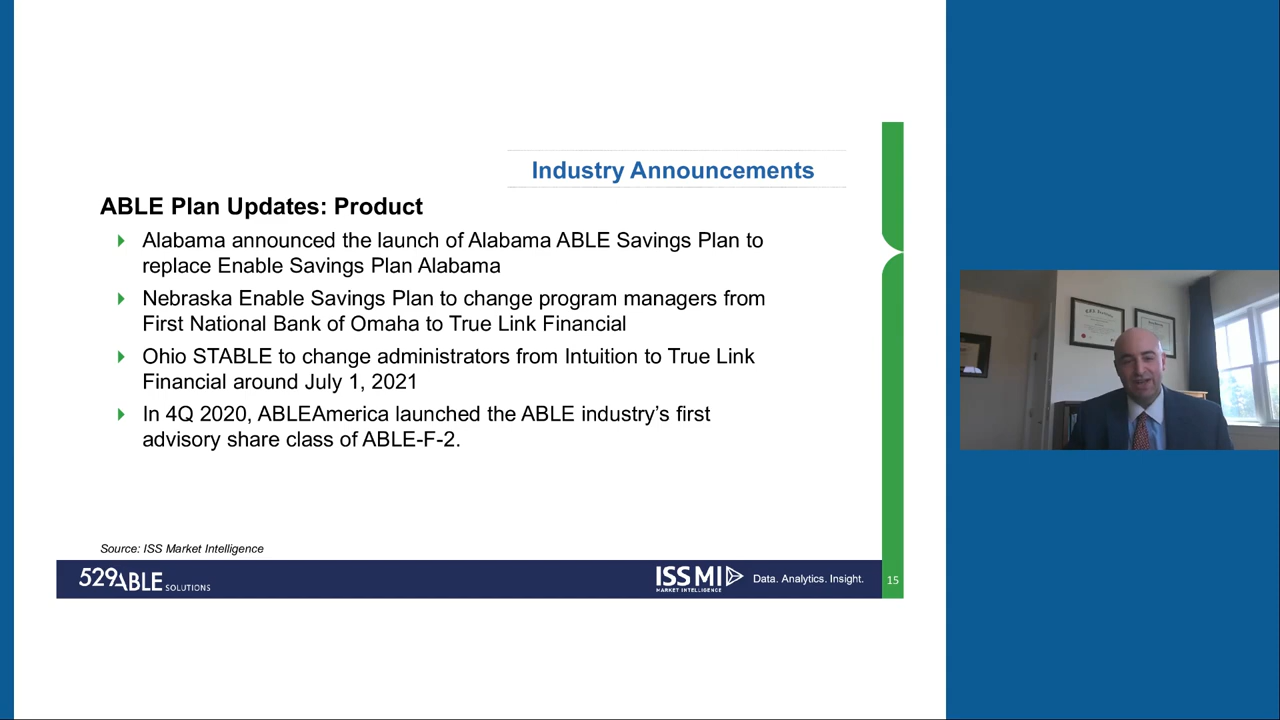 Industry Announcements
ABLE Plan Updates: Product
Alabama announced the launch of Alabama ABLE Savings Plan to
replace Enable Savings Plan Alabama
Nebraska Enable Savings Plan to change program managers from
First National Bank of Omaha to True Link Financial
Ohio STABLE to change administrators from Intuition to True Link
Financial around July 1, 2021
In 4Q 2020, ABLEAmerica launched the ABLE industry’s first
advisory share class of ABLE-F-2.
Source: ISS Market Intelligence
529ABLE SOLUTIONS
ISS MI
MARKET INTELLIGENCE
Data. Analytics. Insight.
15